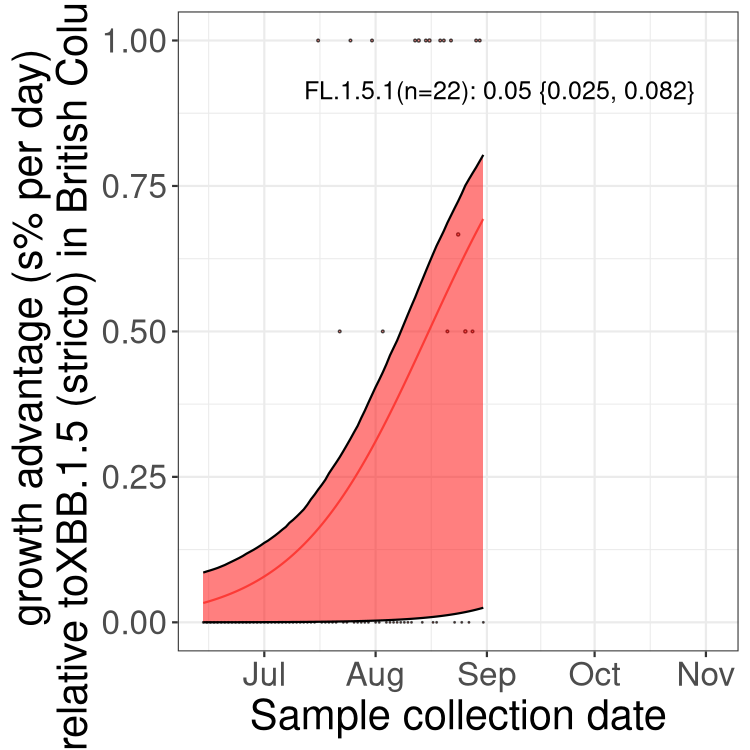 growth advantage (s% per day)
relative toXBB.1.5 (stricto) in British Colu
1.00
0.75
0.50
0.25
0.00
FL.1.5.1(n=22): 0.05 {0.025, 0.082}
Jul Aug Sep Oct Nov
Sample collection date